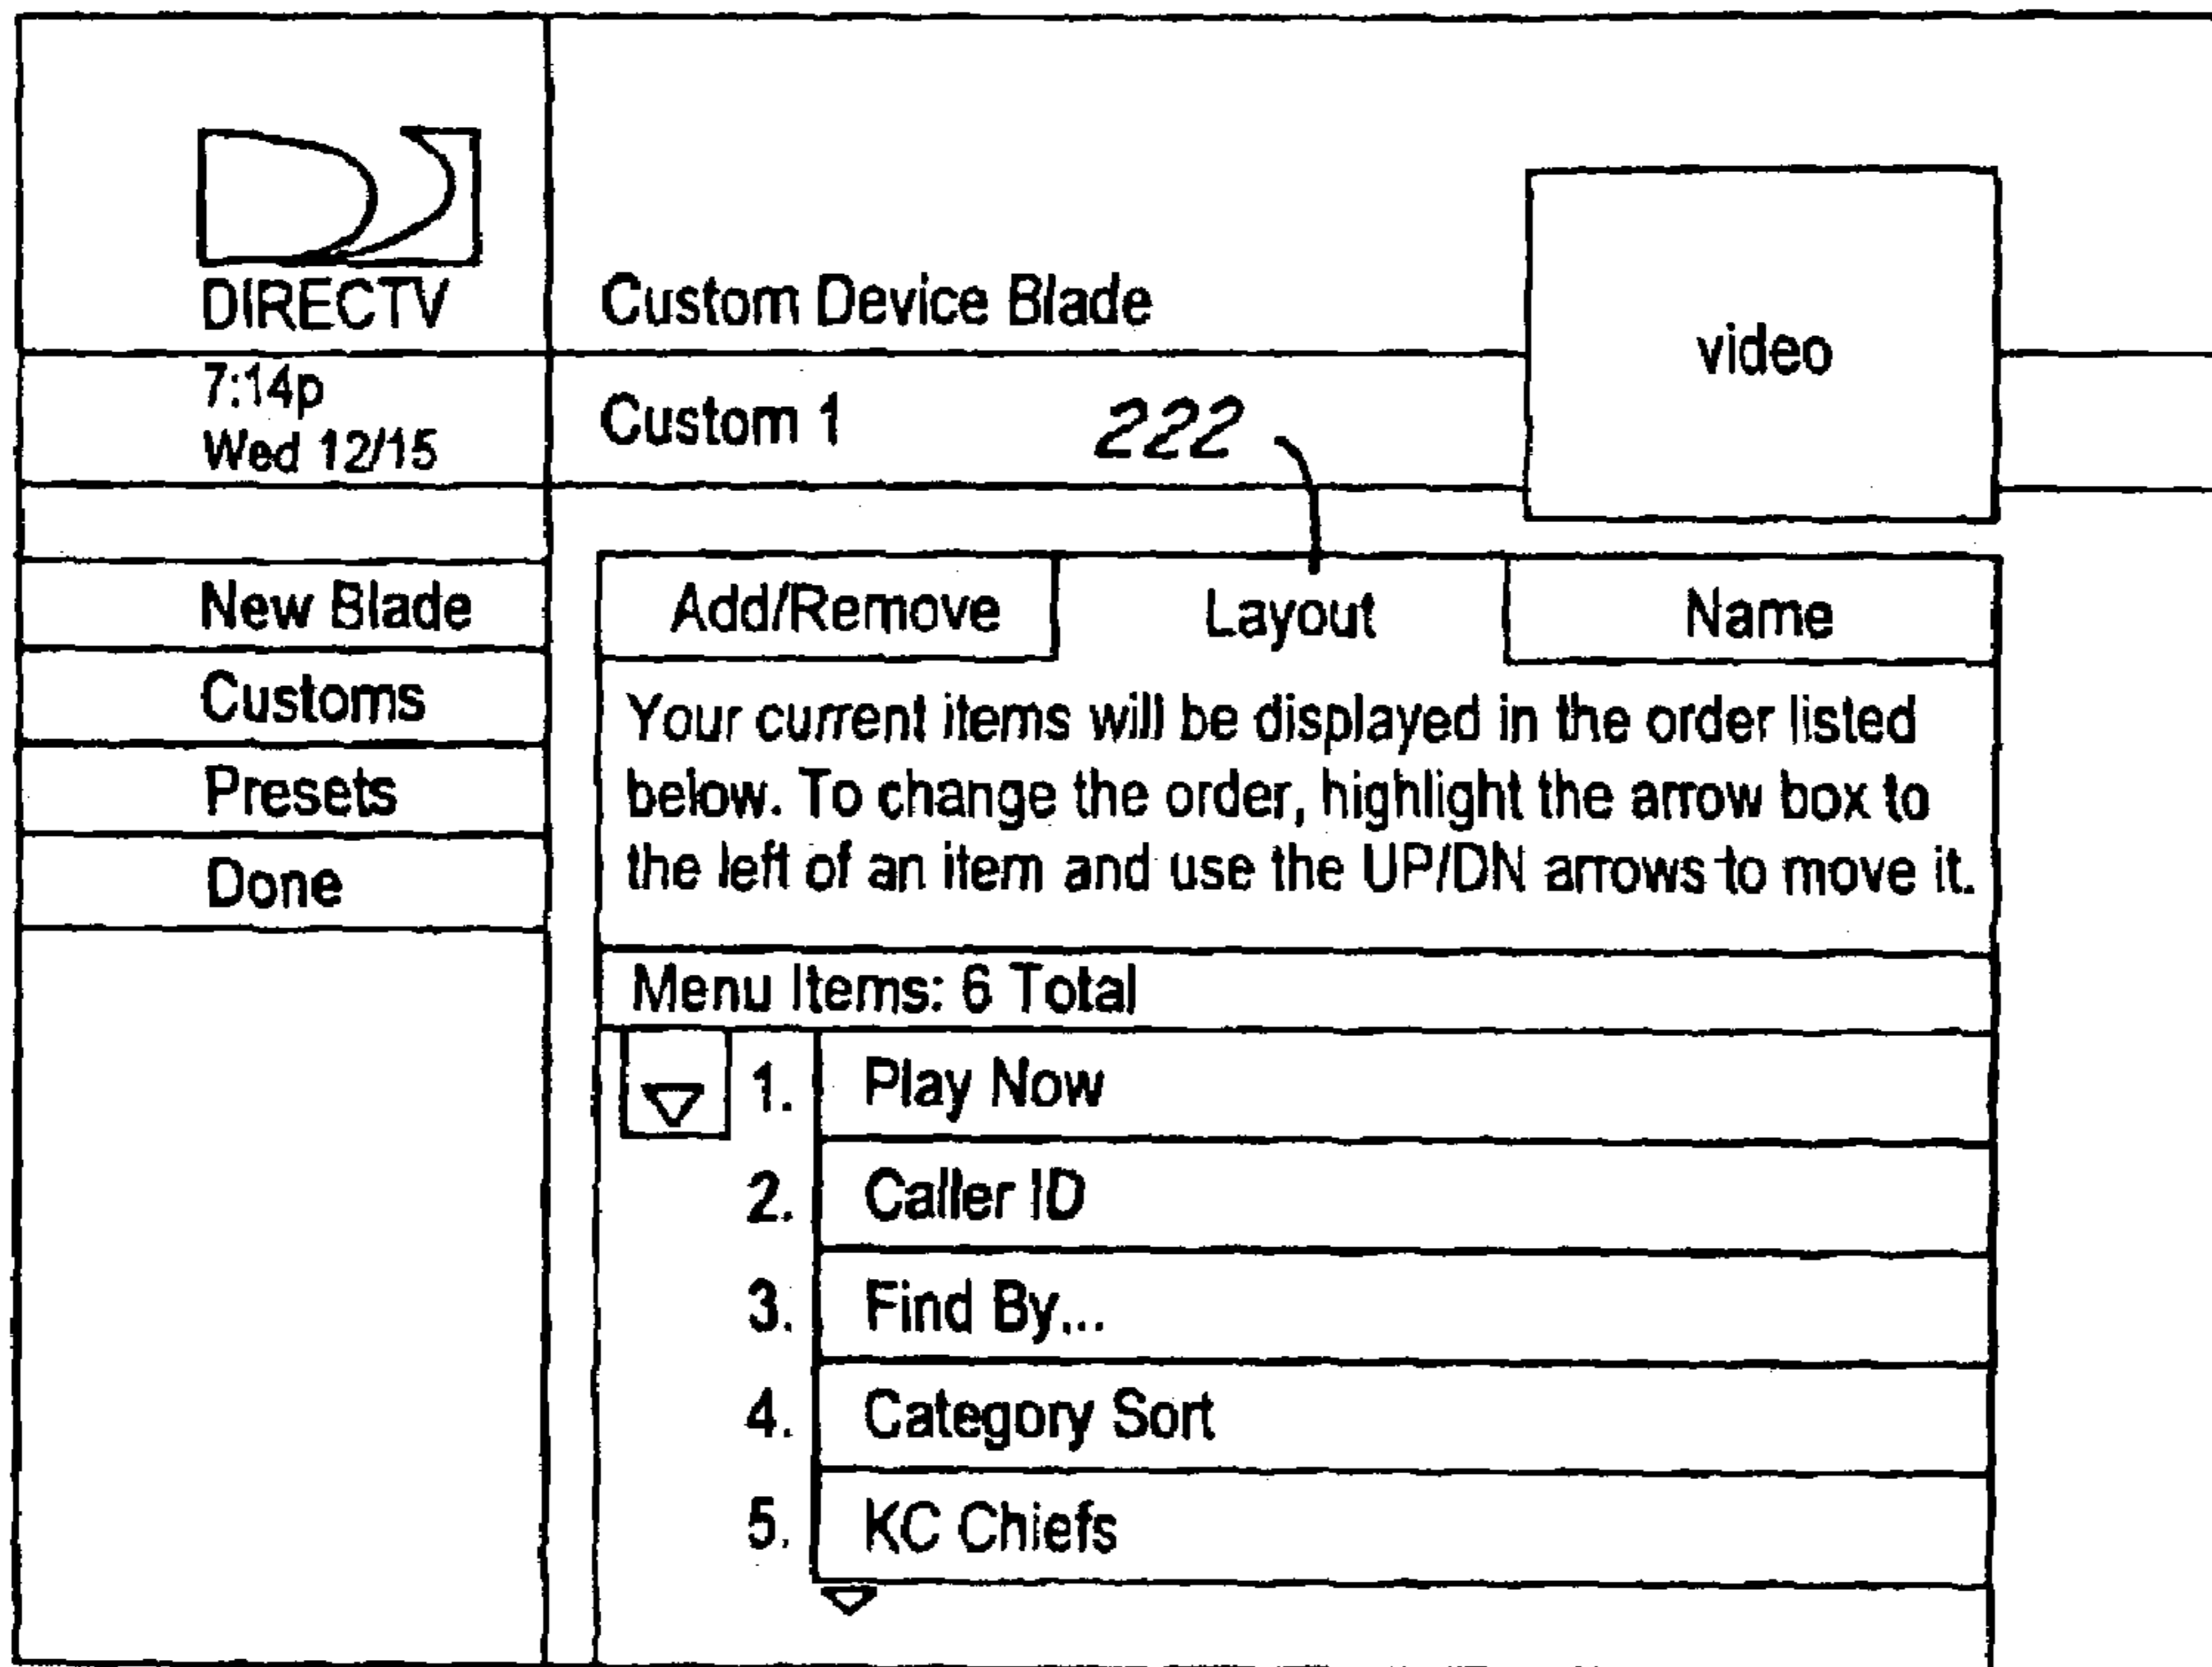 DIRECTV
7:14p
Wed 12/15
New Blade
Customs
Presets
Done
Custom Device Blade
Custom 1
222
video
Add/Remove
Layout
Name
Your current items will be displayed in the order listed
below. To change the order, highlight the arrow box to
the left of an item and use the UP/DN arrows to move it.
Menu Items: 6 Total
1. Play Now
2. Caller ID
3. Find By...
4. Category Sort
5. KC Chiefs